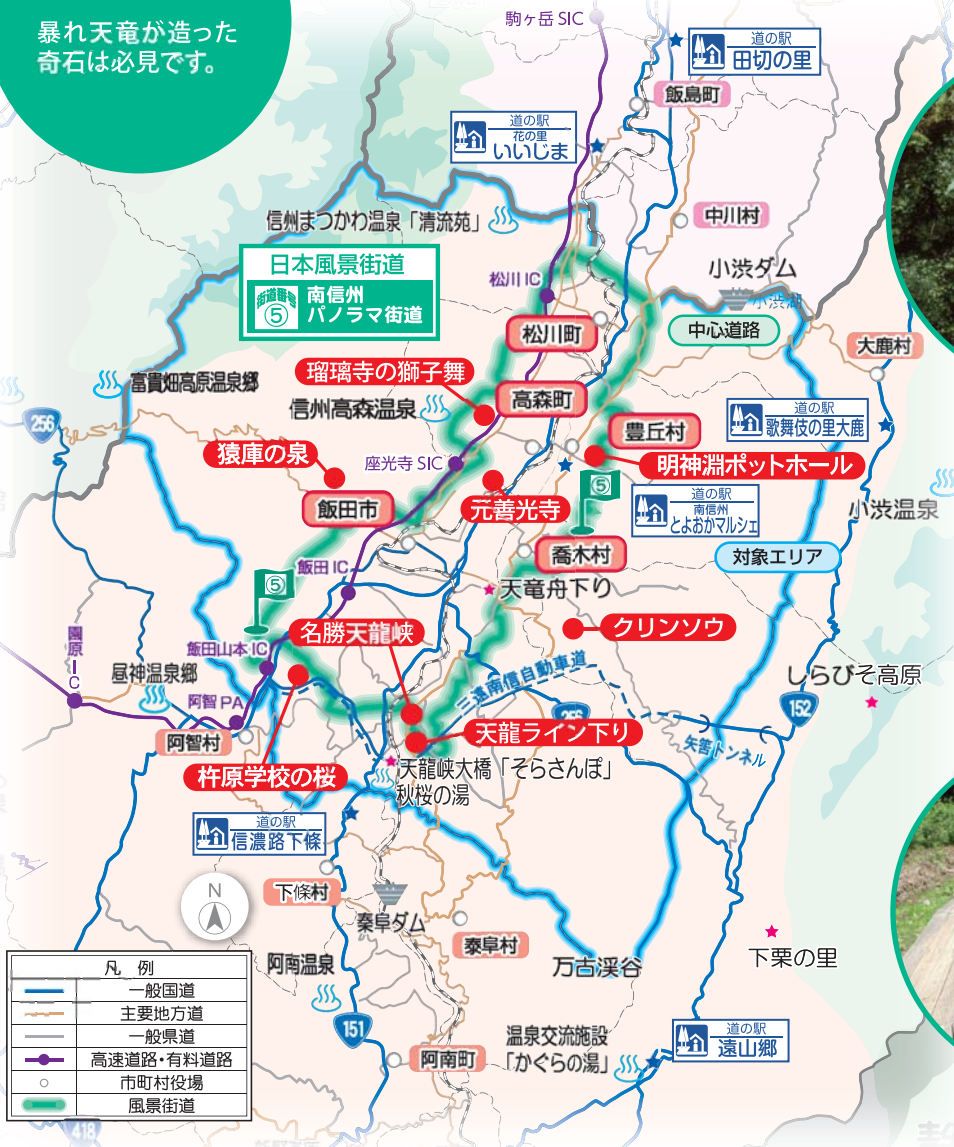 暴れ天竜が造った
奇石は必見です。
駒ヶ岳SIC
道の駅
田切の里
飯島町
道の駅
花の里
いいじま
中川村
信州まつかわ温泉「清流苑」
小渋ダム
小渋湖
日本風景街道
街道番号
⑤
南信州
パノラマ街道
松川IC
松川町
中心道路
大鹿村
瑠璃寺の獅子舞
富貴畑高原温泉郷
信州高森温泉
高森町
道の駅
歌舞伎の里大鹿
256
豊丘村
猿庫の泉
座光寺SIC
明神淵ポットホール
⑤
飯田市
元善光寺
道の駅
南信州
とよおかマルシェ
小渋温泉
喬木村
対象エリア
飯田IC
⑤
天竜舟下り
名勝天龍峡
クリンソウ
園原IC
飯田山本IC
昼神温泉郷
三遠南信自動車道
しらびそ高原
阿智PA
256
152
阿智村
天龍ライン下り
矢筈トンネル
杵原学校の桜
天龍峡大橋「そらさんぽ」
秋桜の湯
道の駅
信濃路下條
N
下條村
秦阜ダム
泰阜村
下栗の里
万古渓谷
阿南温泉
凡 例
一般国道
主要地方道
一般県道
高速道路・有料道路
市町村役場
風景街道
151
温泉交流施設
「かぐらの湯」
道の駅
遠山郷
阿南町
418